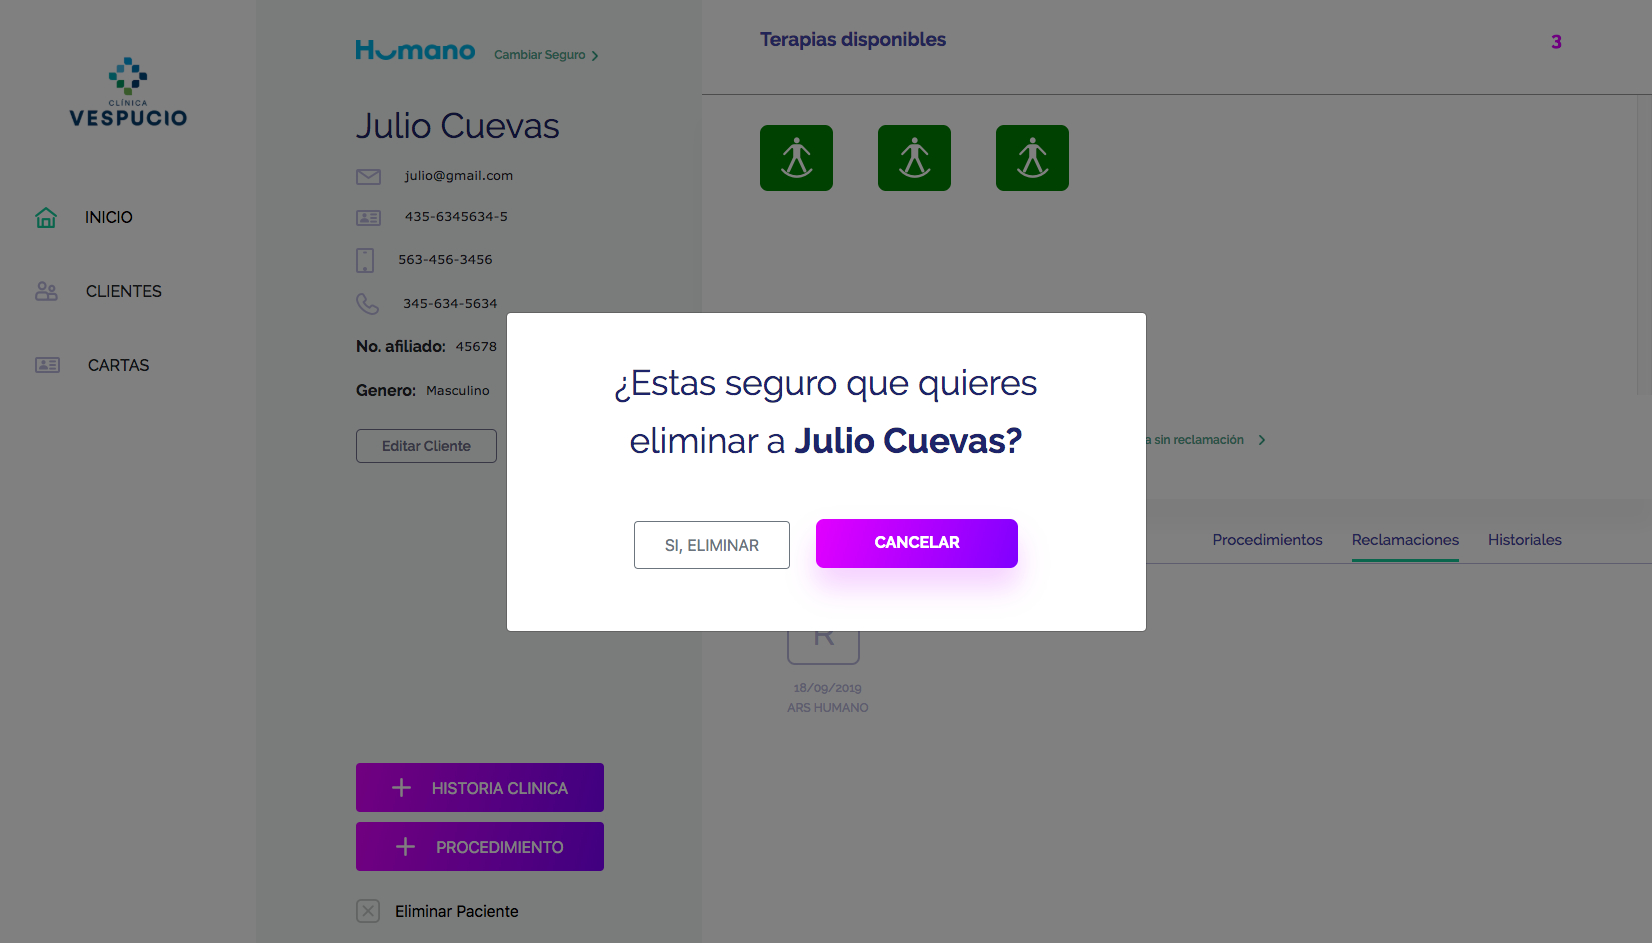 CLÍNICA
VESPUCIO
INICIO
CLIENTES
CARTAS
Humano
Cambiar Seguro
Julio Cuevas
julio@gmail.com
435-6345634-5
563-456-3456
345-634-5634
No. afiliado: 45678
Genero: Masculino
Editar Cliente
HISTORIA CLINICA
PROCEDIMIENTO
Eliminar Paciente
Terapias disponibles
3
a sin reclamación
Procedimientos
Reclamaciones
Historiales
R
18/09/2019
ARS HUMANO
¿Estas seguro que quieres
eliminar a Julio Cuevas?
SI, ELIMINAR
CANCELAR